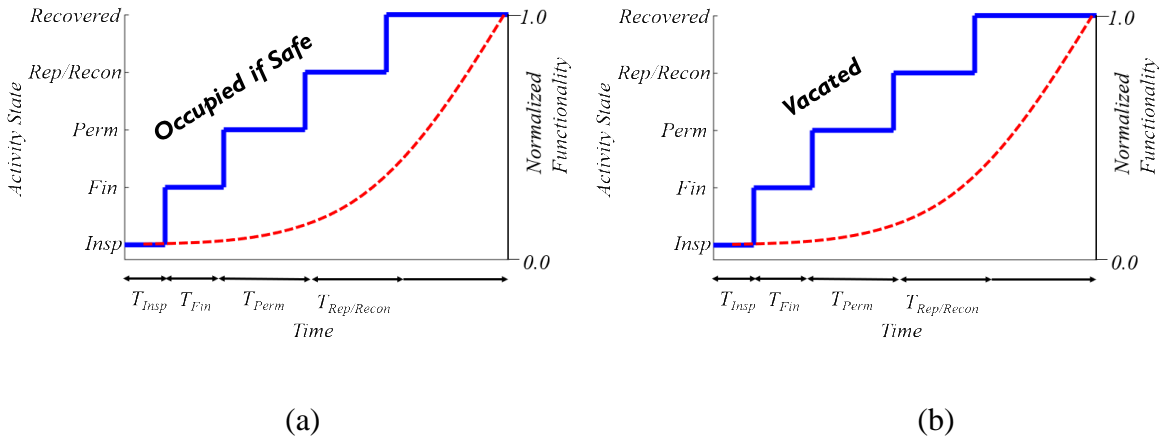 Recovered
Rep/Recon
Perm
Fin
Insp
Activity State
Occupied if Safe
1.0
0.0
Normalized
Functionality
T_Insp T_Fin T_Perm T_Rep/Recon
Time
(a)
Recovered
Rep/Recon
Perm
Fin
Insp
Activity State
Vacated
1.0
0.0
Normalized
Functionality
T_Insp T_Fin T_Perm T_Rep/Recon
Time
(b)